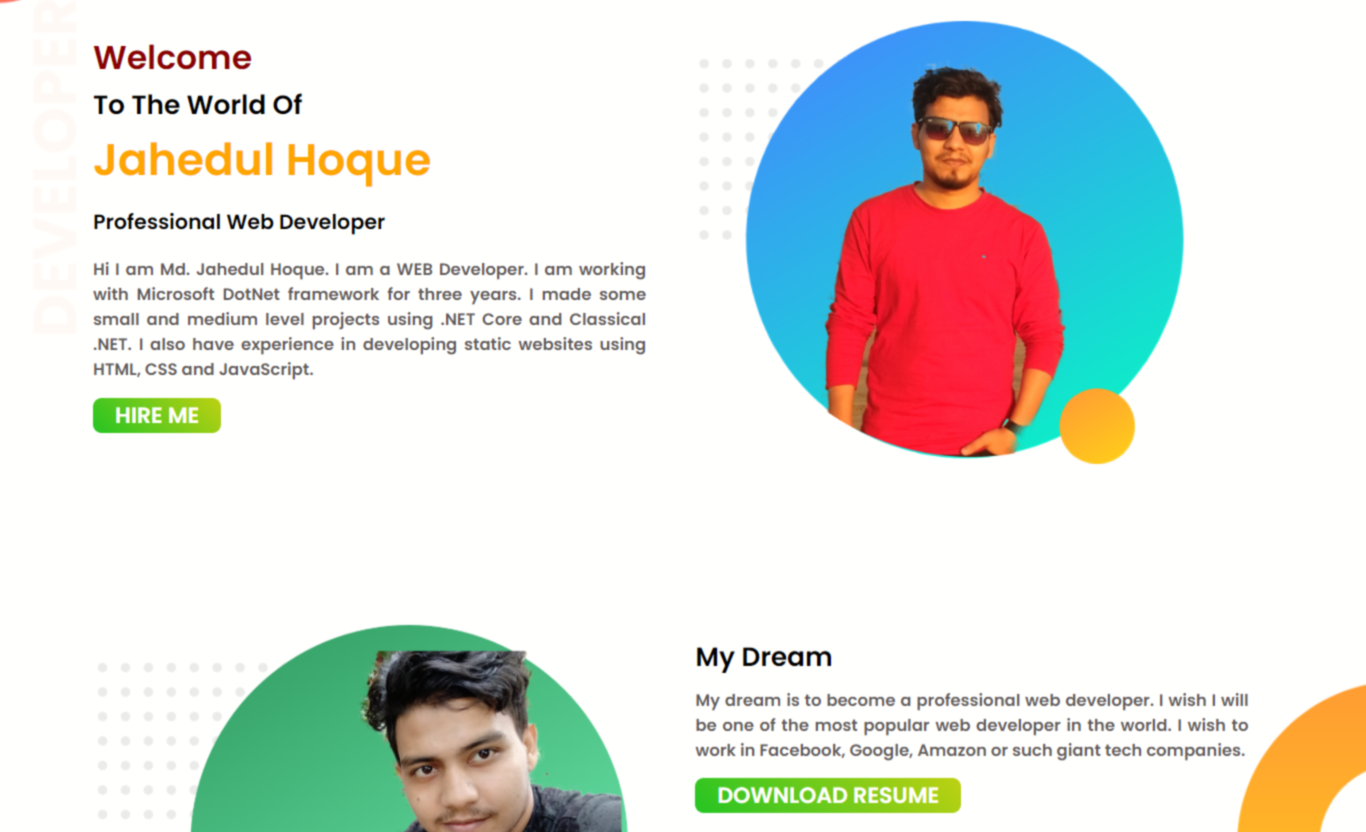 DEVELOPER
Welcome
To The World Of
Jahedul Hoque
Professional Web Developer
Hi I am Md. Jahedul Hoque. I am a WEB Developer. I am working
with Microsoft DotNet framework for three years. I made some
small and medium level projects using .NET Core and Classical
.NET. I also have experience in developing static websites using
HTML, CSS and JavaScript.
HIRE ME
My Dream
My dream is to become a professional web developer. I wish I will
be one of the most popular web developer in the world. I wish to
work in Facebook, Google, Amazon or such giant tech companies.
DOWNLOAD RESUME